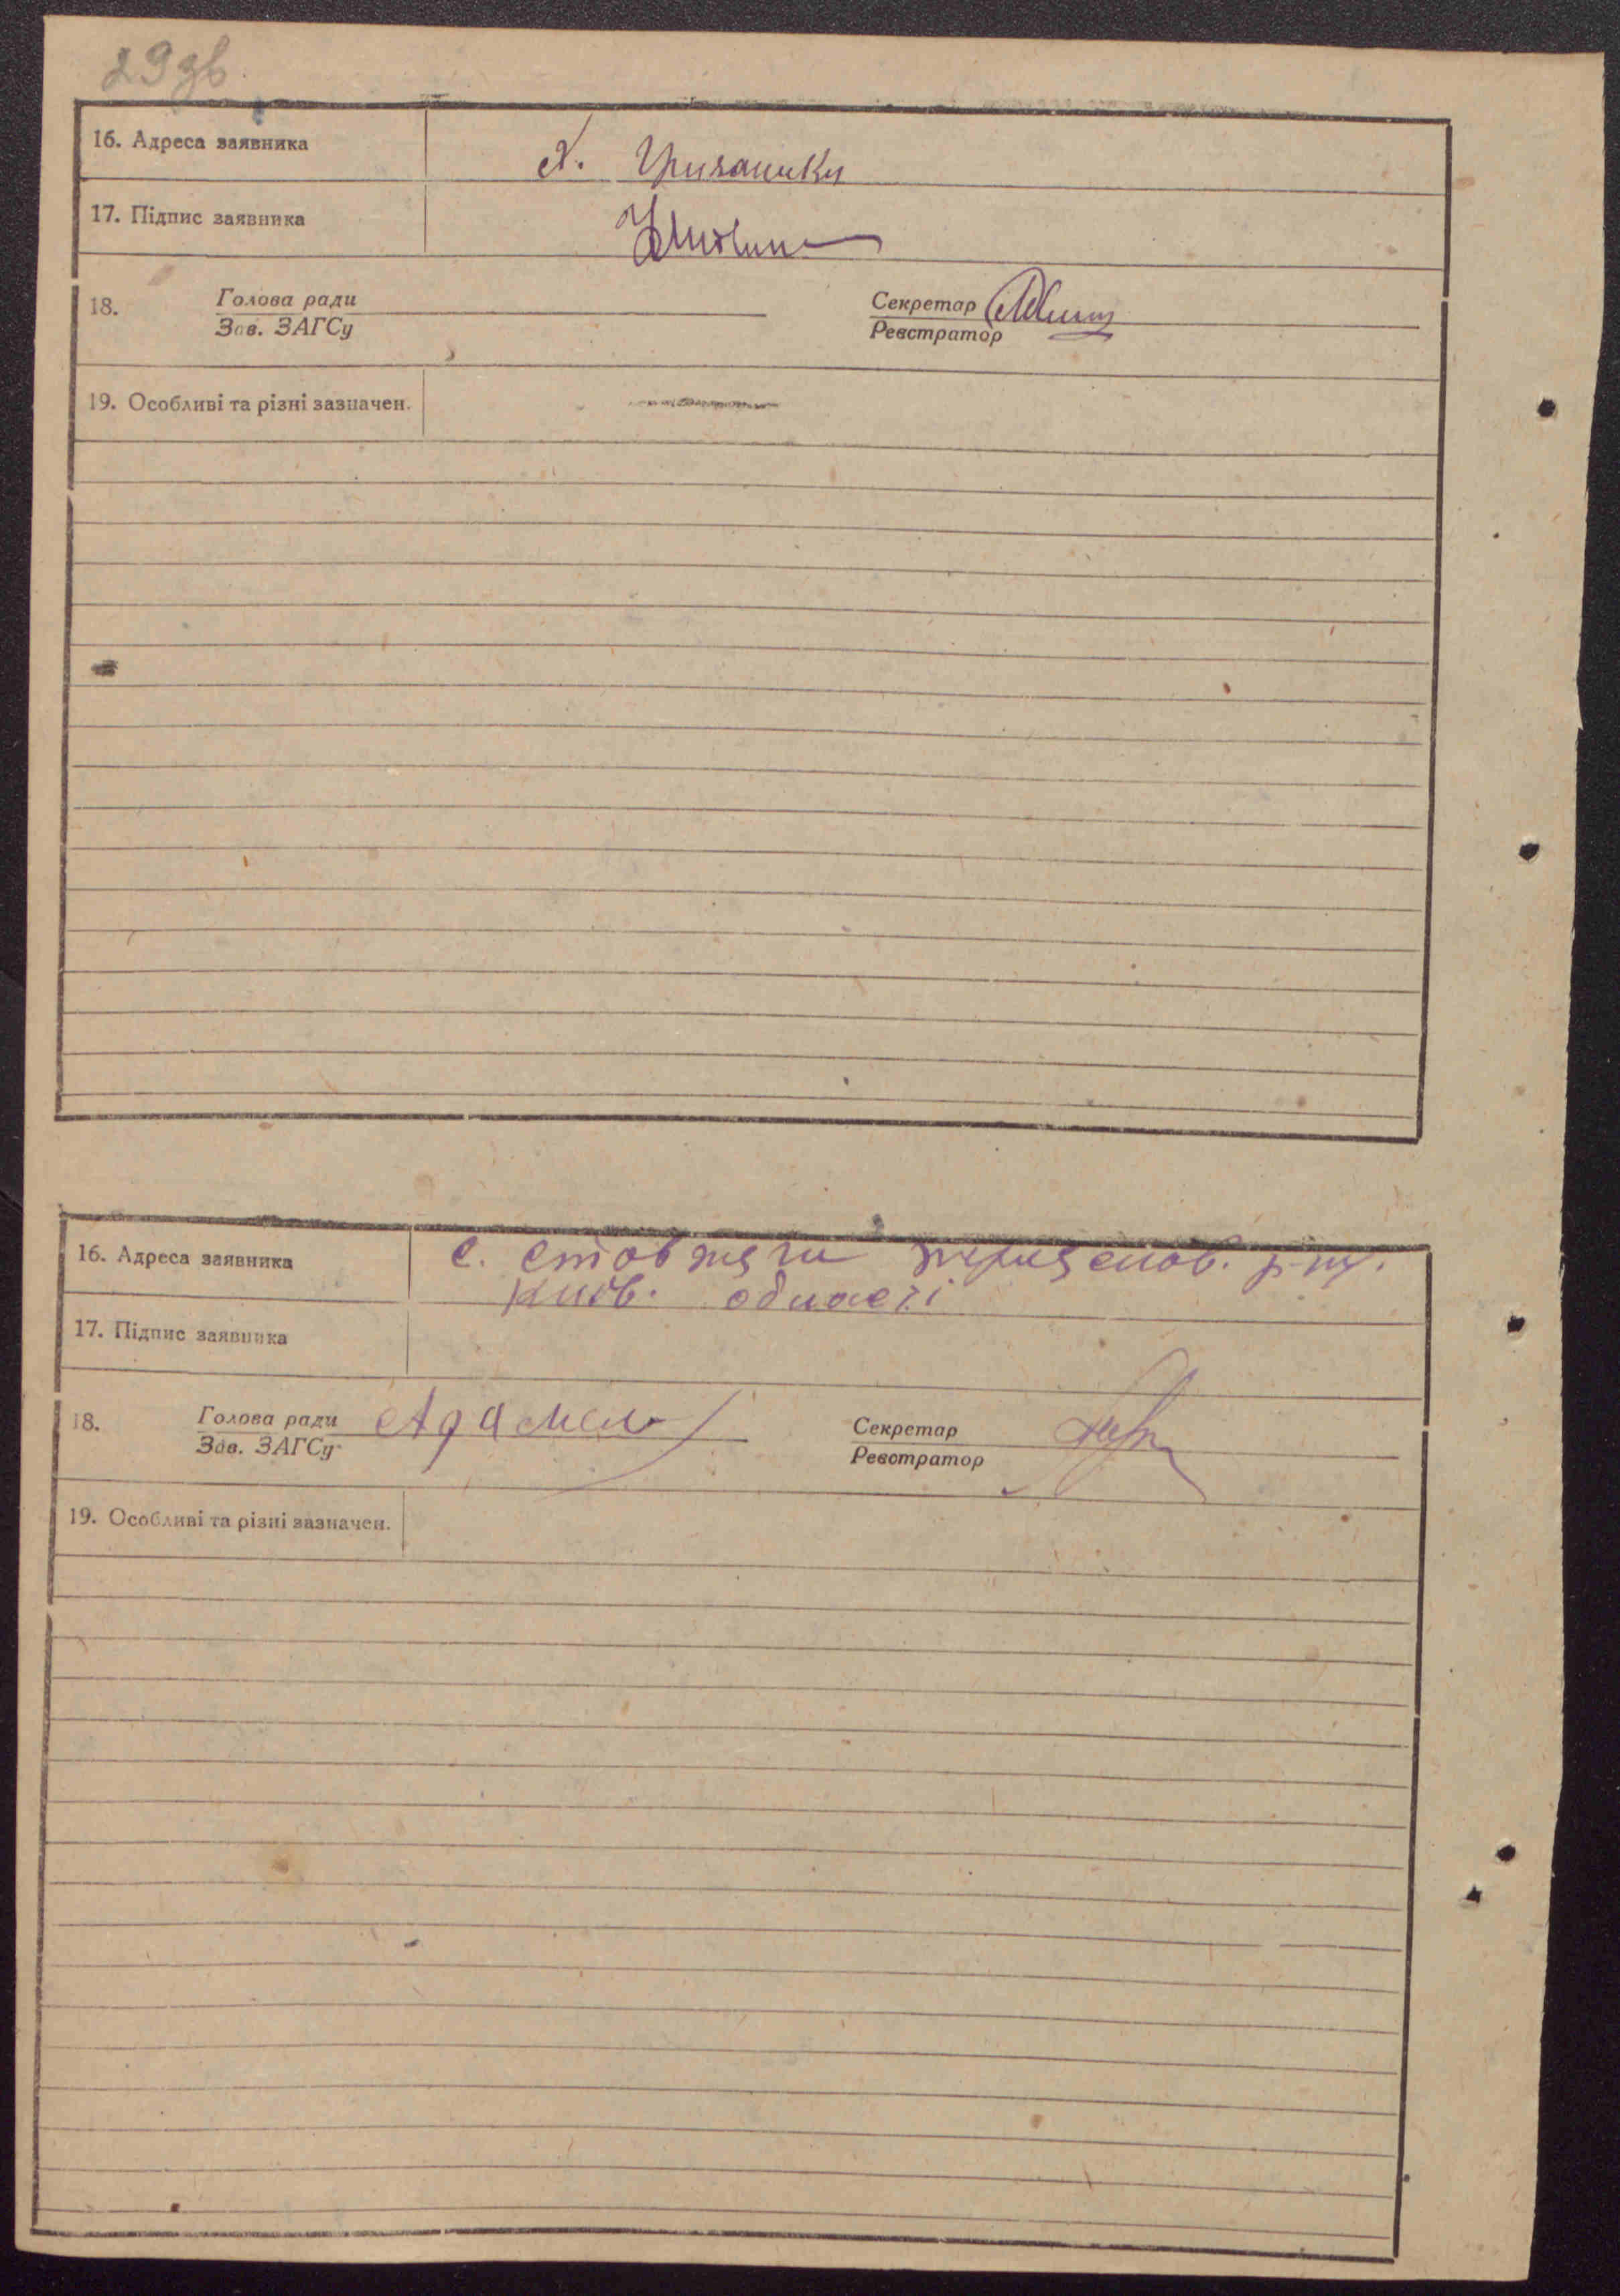 29зв
16. Адреса заявника
х.
17. Підпис заявника
18.
Голова ради
Зав. ЗАГСу
Секретар
Реєстратор
19. Особливі та різні зазначен.
16. Адреса заявника
с. Стовпяги р-ну.
Київ. області
17. Підпис заявника
18.
Голова ради
Зав. ЗАГСу
Секретар
Реєстратор
19. Особливі та різні зазначен.